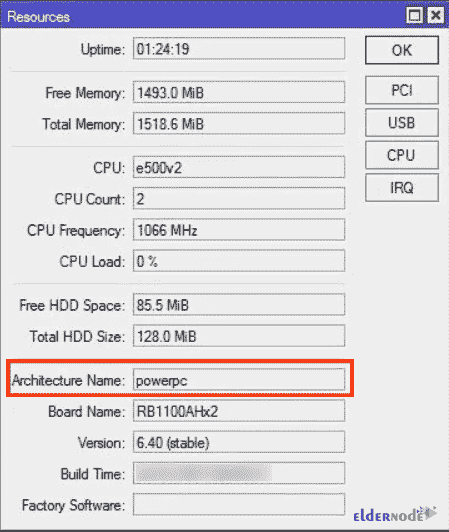 Resources
Uptime: 01:24:19
OK
Free Memory: 1493.0 MiB
PCI
Total Memory: 1518.6 MiB
USB
CPU: e500v2
CPU
CPU Count: 2
IRQ
CPU Frequency: 1066 MHz
CPU Load: 0 %
Free HDD Space: 85.5 MiB
Total HDD Size: 128.0 MiB
Architecture Name: powerpc
Board Name: RB1100AHx2
Version: 6.40 (stable)
Build Time:
Factory Software:
ELDERNODE